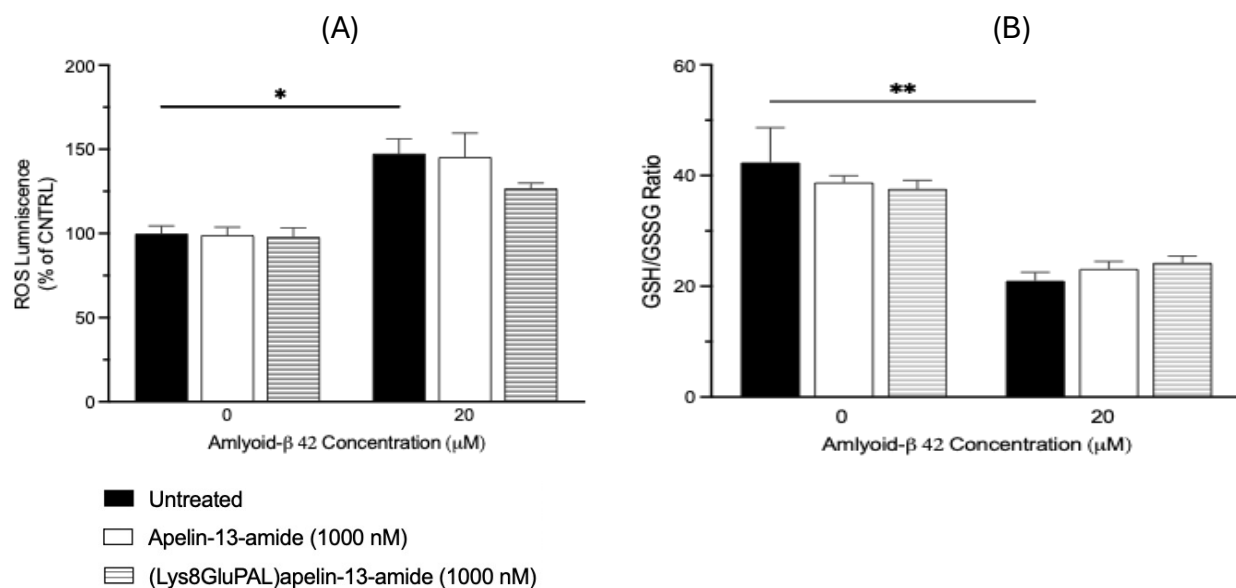 (A)
200
150
100
50
0
ROS Lumniscence
(% of CNTRL)
*
0
20
Amlyoid-β 42 Concentration (μM)
(B)
60
40
20
0
GSH/GSSG Ratio
**
0
20
Amlyoid-β 42 Concentration (μM)
Untreated
Apelin-13-amide (1000 nM)
(Lys8GluPAL)apelin-13-amide (1000 nM)